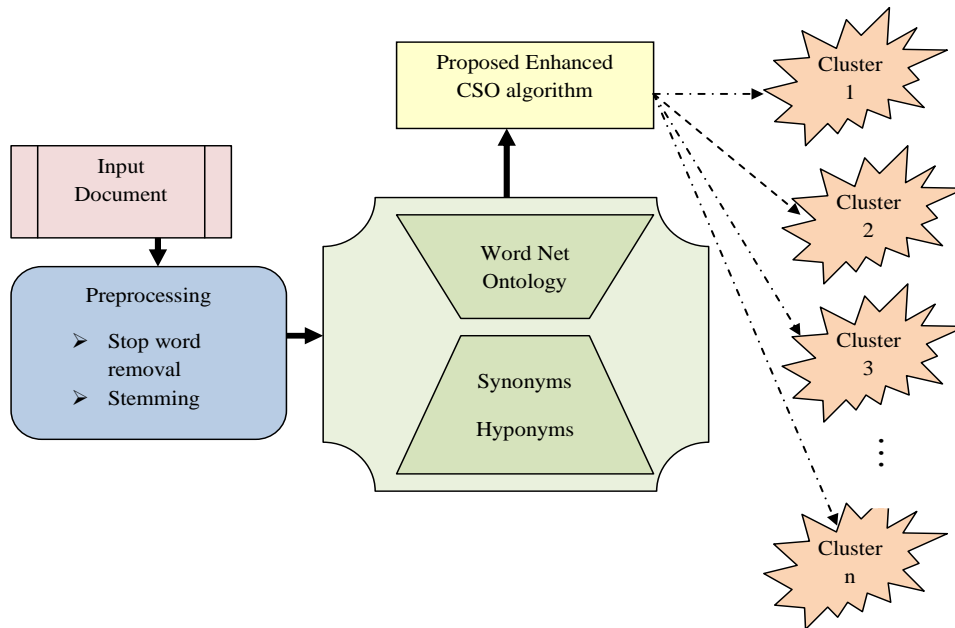 Input
Document
Preprocessing
➢ Stop word
removal
➢ Stemming
Word Net
Ontology
Synonyms
Hyponyms
Proposed Enhanced
CSO algorithm
Cluster
1
Cluster
2
Cluster
3
...
Cluster
n